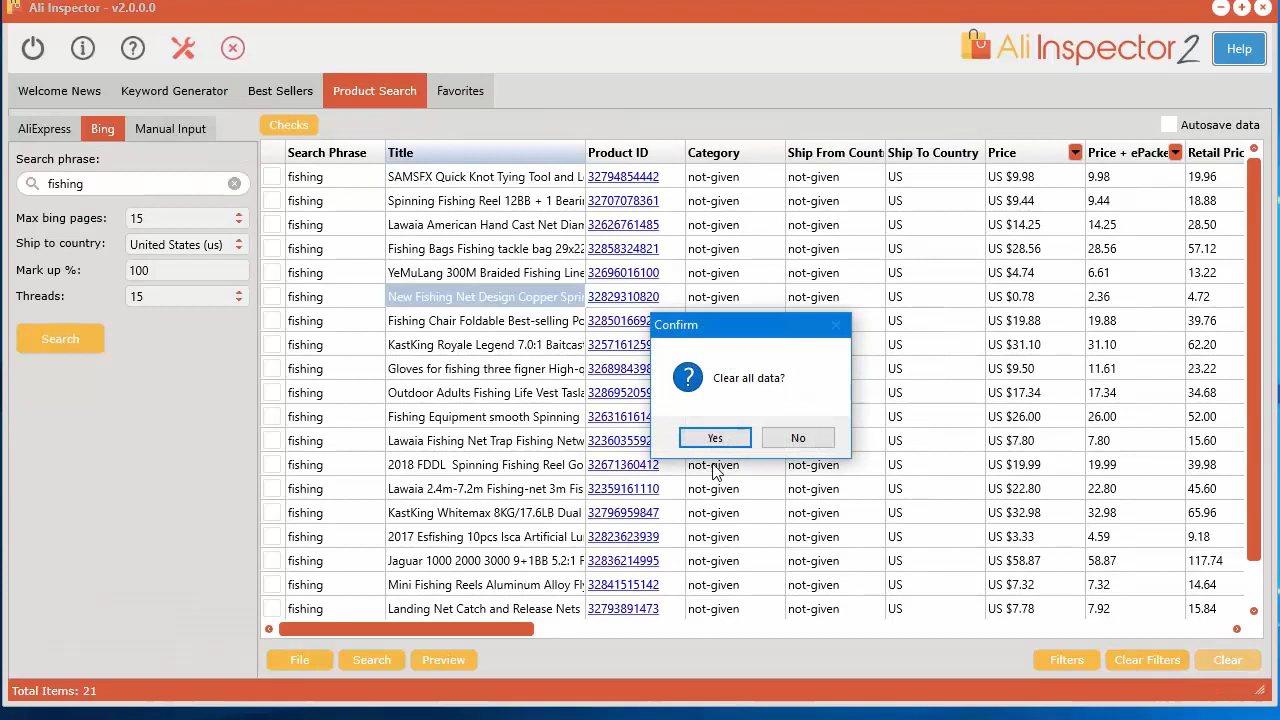 Ali Inspector - v2.0.0.0
Ali Inspector 2
Help
Welcome News Keyword Generator Best Sellers Product Search Favorites
AliExpress Bing Manual Input
Checks
Autosave data
Search phrase:
fishing
Max bing pages: 15
Ship to country: United States (us)
Mark up %: 100
Threads: 15
Search
Search Phrase Title Product ID Category Ship From Count Ship To Country Price Price + ePacke Retail Pric
fishing SAMSFX Quick Knot Tying Tool and L 32794854442 not-given not-given US US $9.98 9.98 19.96
fishing Spinning Fishing Reel 12BB + 1 Bearin 32707078361 not-given not-given US US $9.44 9.44 18.88
fishing Lawaia American Hand Cast Net Diam 32626761485 not-given not-given US US $14.25 14.25 28.50
fishing Fishing Bags Fishing tackle bag 29x22 32858324821 not-given not-given US US $28.56 28.56 57.12
fishing YeMuLang 300M Braided Fishing Line 32696016100 not-given not-given US US $4.74 6.61 13.22
fishing New Fishing Net Design Copper Sprin 32829310820 not-given not-given US US $0.78 2.36 4.72
fishing Fishing Chair Foldable Best-selling Po 3285016692 US US $19.88 19.88 39.76
fishing KastKing Royale Legend 7.0:1 Baitcast 3257161259 US US $31.10 31.10 62.20
fishing Gloves for fishing three figner High-q 3268984398 US US $9.50 11.61 23.22
fishing Outdoor Adults Fishing Life Vest Tasla 3286952059 US US $17.34 17.34 34.68
fishing Fishing Equipment smooth Spinning 3263161614 US US $26.00 26.00 52.00
fishing Lawaia Fishing Net Trap Fishing Netw 3236035592 US US $7.80 7.80 15.60
fishing 2018 FDDL Spinning Fishing Reel Go 32671360412 not-given not-given US US $19.99 19.99 39.98
fishing Lawaia 2.4m-7.2m Fishing-net 3m Fis 32359161110 not-given not-given US US $22.80 22.80 45.60
fishing KastKing Whitemax 8KG/17.6LB Dual 32796959847 not-given not-given US US $32.98 32.98 65.96
fishing 2017 Esfishing 10pcs Isca Artificial Lu 32823623939 not-given not-given US US $3.33 4.59 9.18
fishing Jaguar 1000 2000 3000 9+1BB 5.2:1 F 32836214995 not-given not-given US US $58.87 58.87 117.74
fishing Mini Fishing Reels Aluminum Alloy Fl 32841515142 not-given not-given US US $7.32 7.32 14.64
fishing Landing Net Catch and Release Nets 32793891473 not-given not-given US US $7.78 7.92 15.84
Confirm
Clear all data?
Yes No
File Search Preview Filters Clear Filters Clear
Total Items: 21